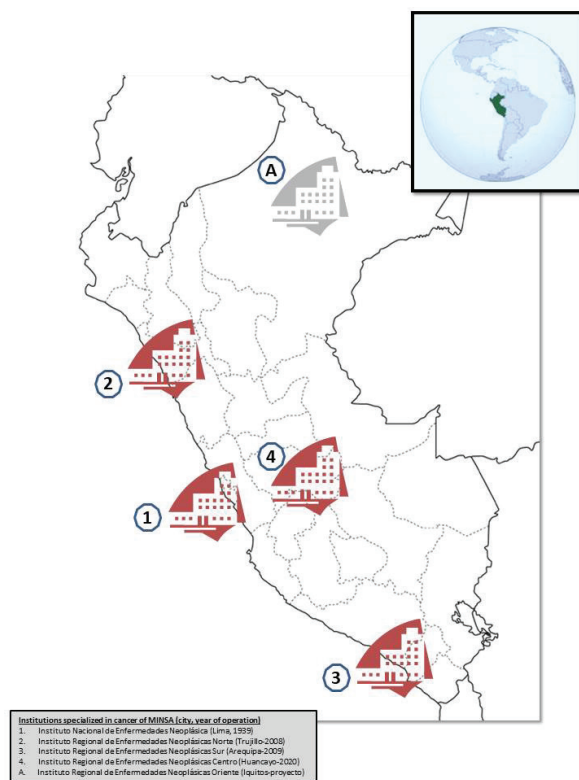 A
2
4
1
3
Institutions specialized in cancer of MINSA (city, year of operation)
1. Instituto Nacional de Enfermedades Neoplásica (Lima, 1939)
2. Instituto Regional de Enfermedades Neoplásicas Norte (Trujillo-2008)
3. Instituto Regional de Enfermedades Neoplásicas Sur (Arequipa-2009)
4 Instituto Regional de Enfermedades Neoplásicas Centro (Huancayo-2020)
A. Instituto Regional de Enfermedades Neoplásicas Oriente (Iquitos-proyecto)